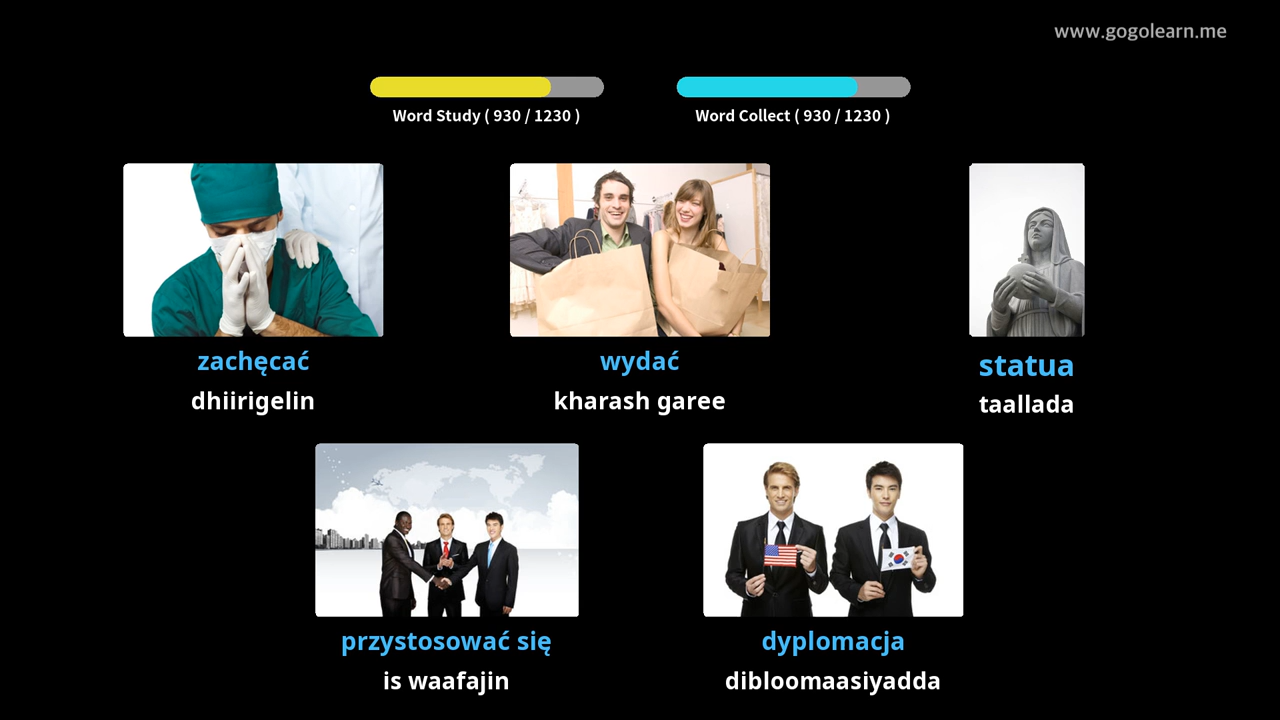 www.gogolearn.me
Word Study ( 930 / 1230 )
Word Collect ( 930 / 1230 )
zachęcać
dhiirigelin
wydać
kharash garee
statua
taallada
przystosować się
is waafajin
dyplomacja
dibloomaasiyadda